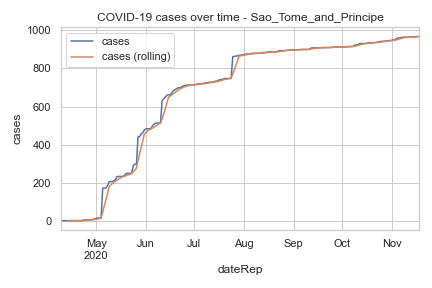 COVID-19 cases over time - Sao_Tome_and_Principe
cases
cases (rolling)
1000
800
600
400
200
0
cases
May Jun Jul Aug Sep Oct Nov
2020
dateRep